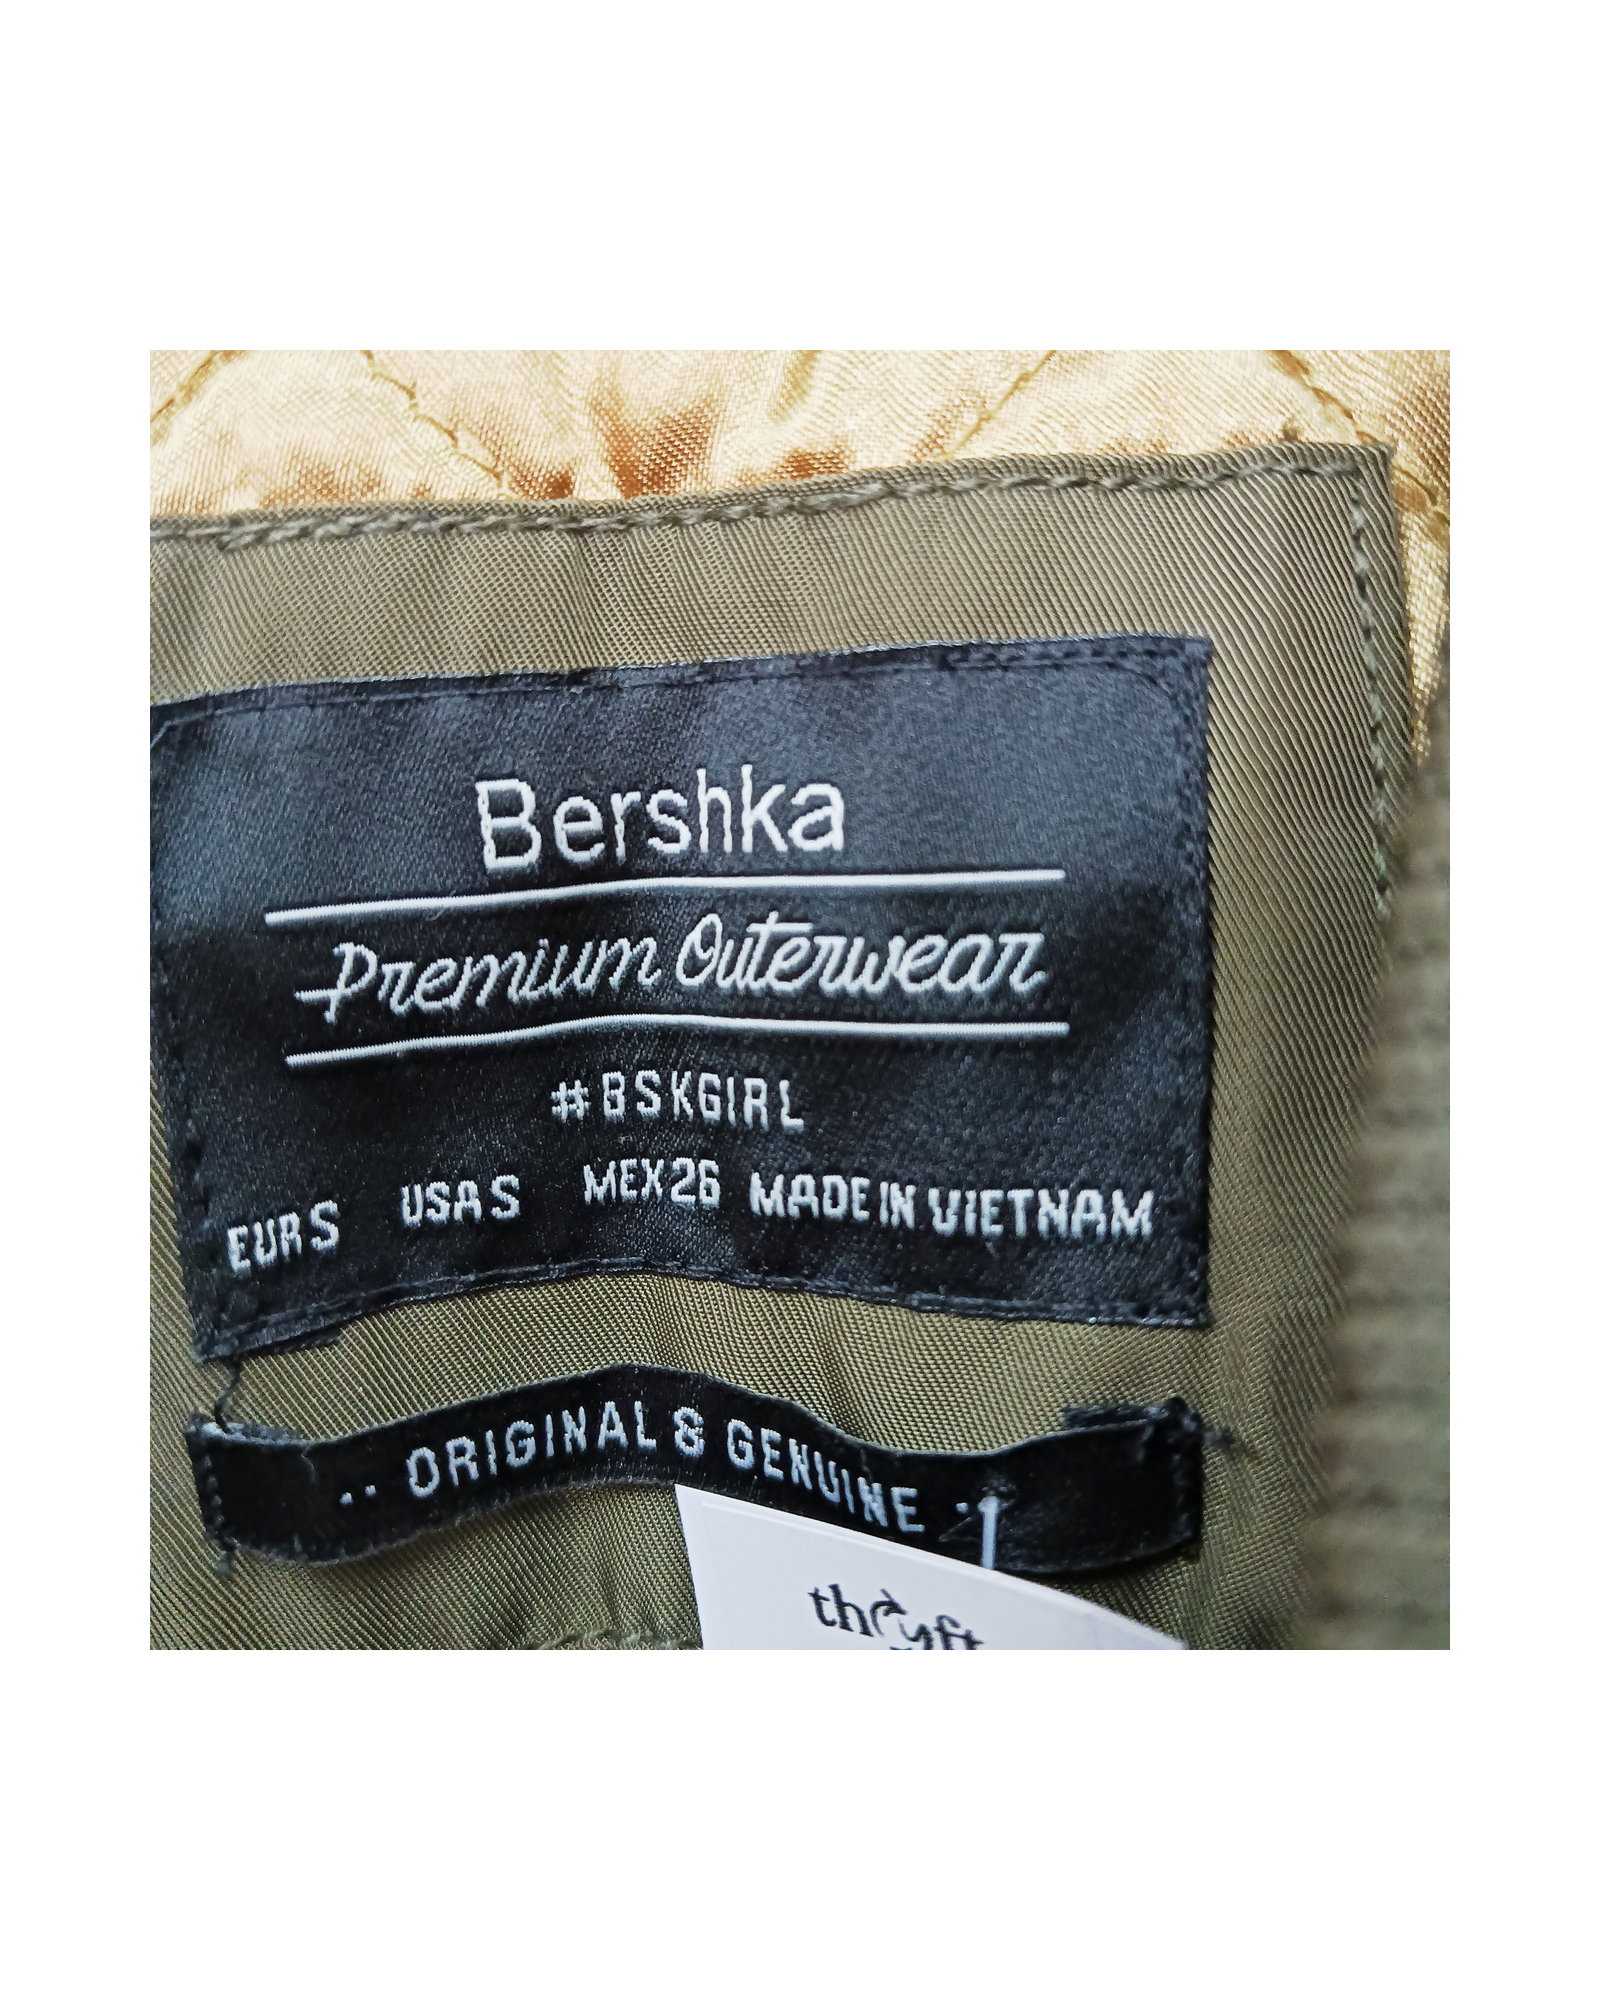 Bershka
Premium Outerwear
#BSKGIRL
EUR S USA S MEX 26 MADE IN VIETNAM
·· ORIGINAL & GENUINE ·